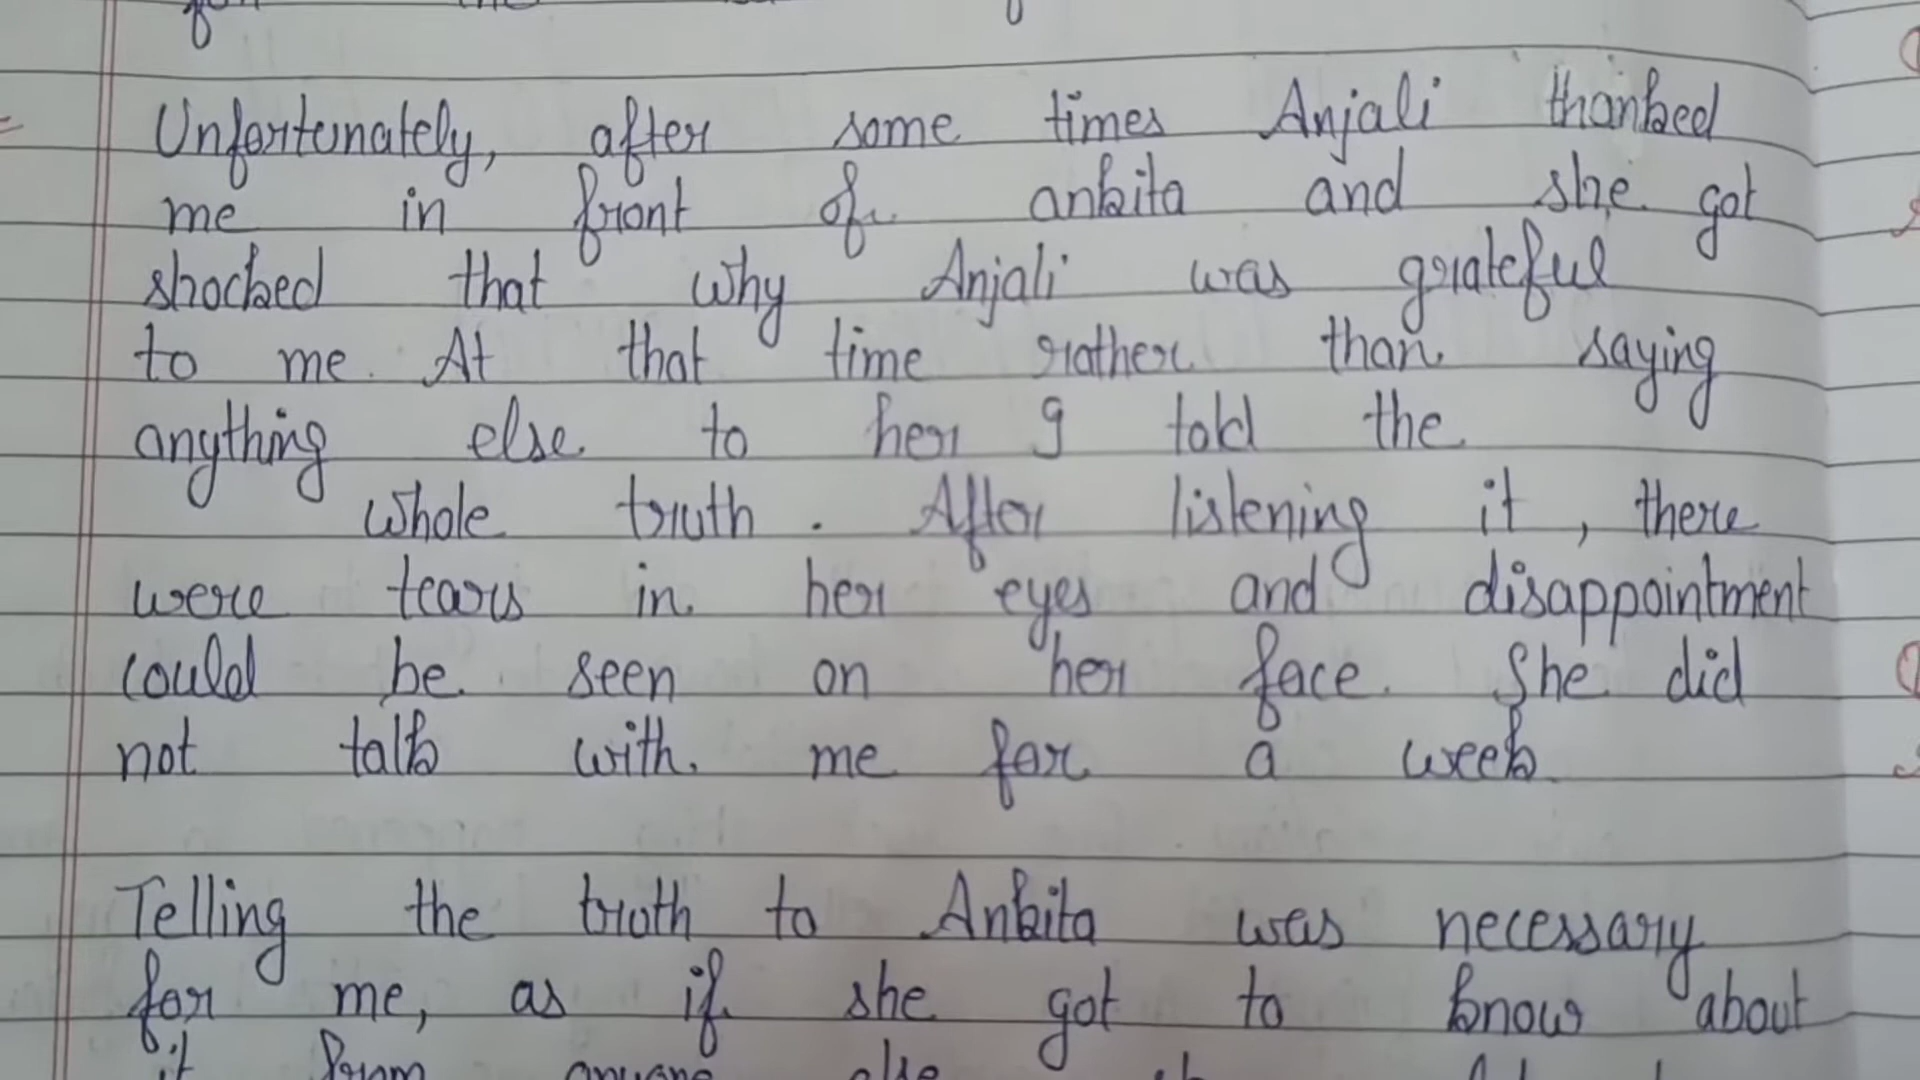 Unfortunately, after some times Anjali thanked
me in front of ankita and she got
shocked that why Anjali was grateful
to me. At that time rather than saying
anything else to her I told the
whole truth. After listening it, there
were tears in her eyes and disappointment
could be seen on her face. She did
not talk with me for a week
Telling the truth to Ankita was necessary
for me, as if she got to know about
it from anyone else